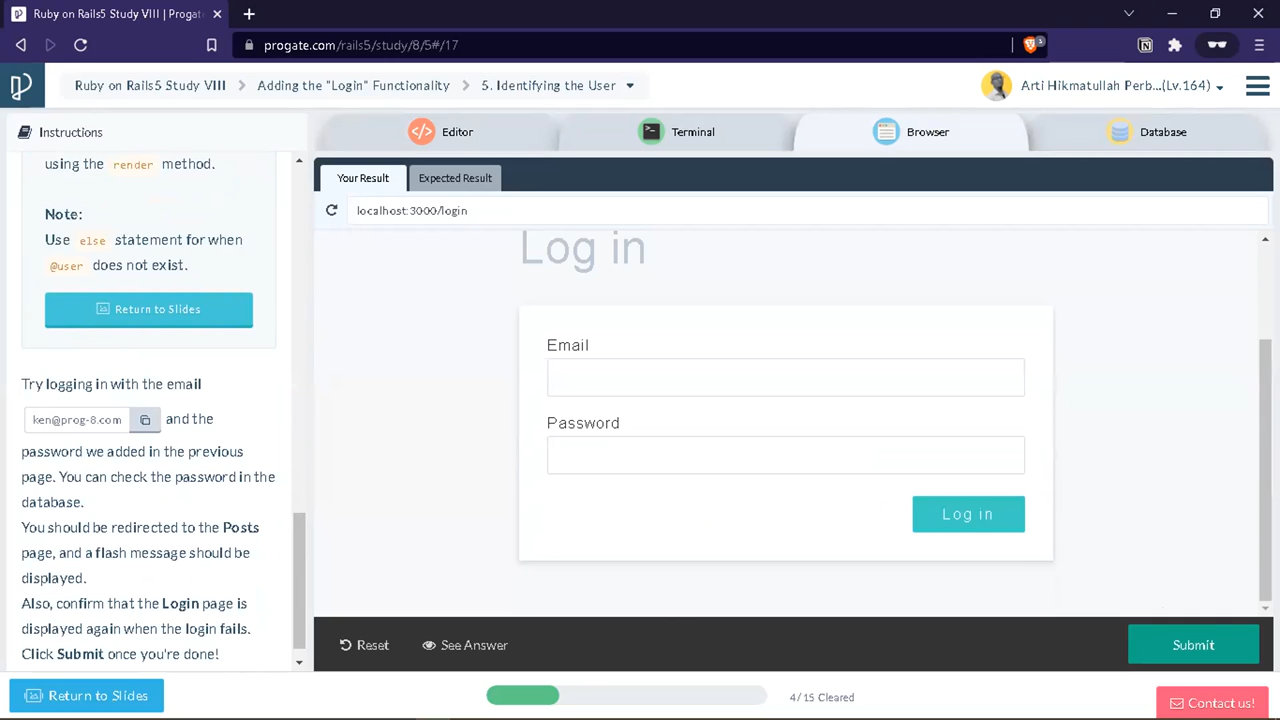 Ruby on Rails5 Study VIII | Progate
progate.com/rails5/study/8/5#/17
3
Ruby on Rails5 Study VIII
Adding the "Login" Functionality
5. Identifying the User
Arti Hikmatullah Perb...(Lv.164)
Instructions
Editor
Terminal
Browser
Database
using the render method.
Note:
Use else statement for when
@user does not exist.
Return to Slides
Try logging in with the email
ken@prog-8.com and the
password we added in the previous
page. You can check the password in the
database.
You should be redirected to the Posts
page, and a flash message should be
displayed.
Also, confirm that the Login page is
displayed again when the login fails.
Click Submit once you're done!
Your Result
Expected Result
localhost:3000/login
Log in
Email
Password
Log in
Reset
See Answer
Submit
Return to Slides
4/15 Cleared
Contact us!